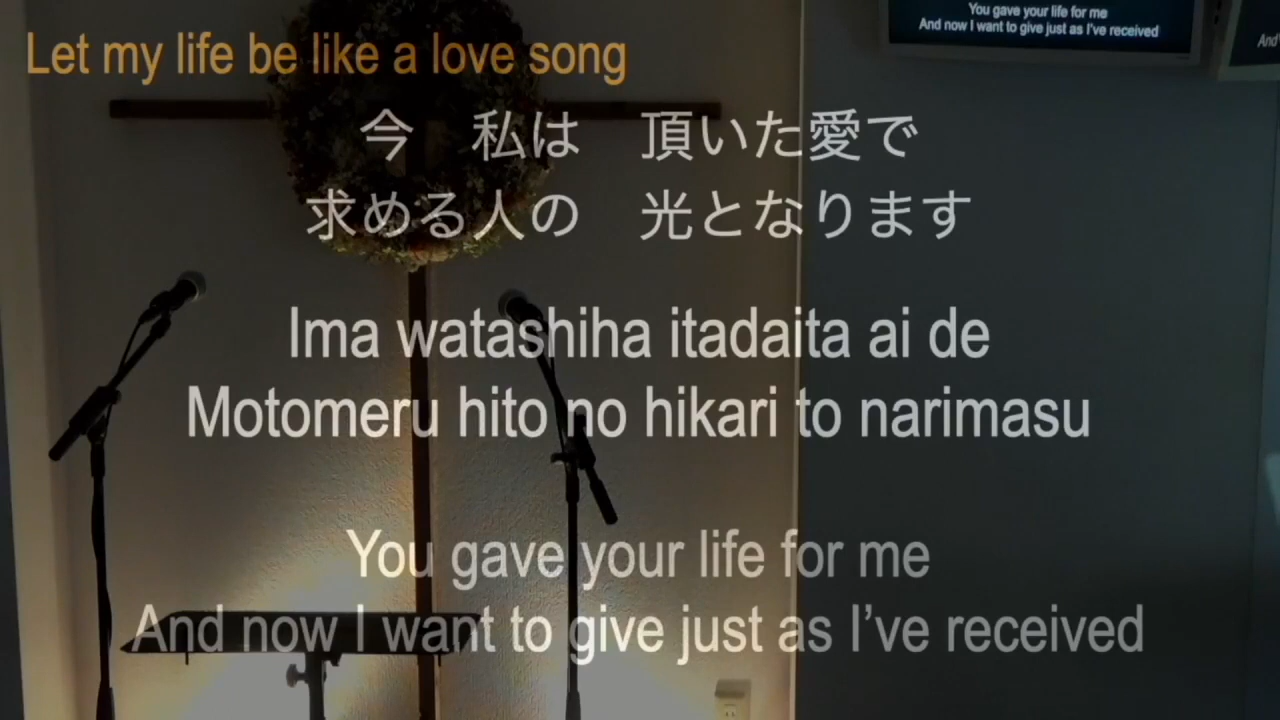 You gave your life for me
And now I want to give just as I've received
And
Let my life be like a love song
今　私は　頂いた愛で
求める人の　光となります
Ima watashiha itadaita ai de
Motomeru hito no hikari to narimasu
You gave your life for me
And now I want to give just as I’ve received